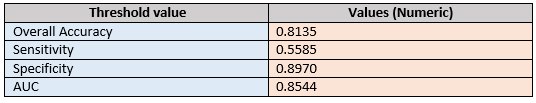 Threshold value Values (Numeric)
Overall Accuracy 0.8135
Sensitivity 0.5585
Specificity 0.8970
AUC 0.8544